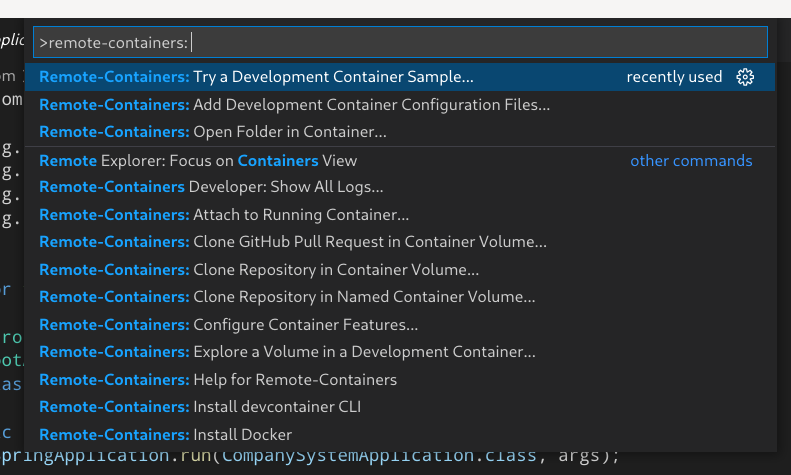 >remote-containers:
Remote-Containers: Try a Development Container Sample... recently used
Remote-Containers: Add Development Container Configuration Files...
Remote-Containers: Open Folder in Container...
Remote Explorer: Focus on Containers View other commands
Remote-Containers Developer: Show All Logs...
Remote-Containers: Attach to Running Container...
Remote-Containers: Clone GitHub Pull Request in Container Volume...
Remote-Containers: Clone Repository in Container Volume...
Remote-Containers: Clone Repository in Named Container Volume...
Remote-Containers: Configure Container Features...
Remote-Containers: Explore a Volume in a Development Container...
Remote-Containers: Help for Remote-Containers
Remote-Containers: Install devcontainer CLI
Remote-Containers: Install Docker
pringApplication.run(CompanySystemApplication.class, args);